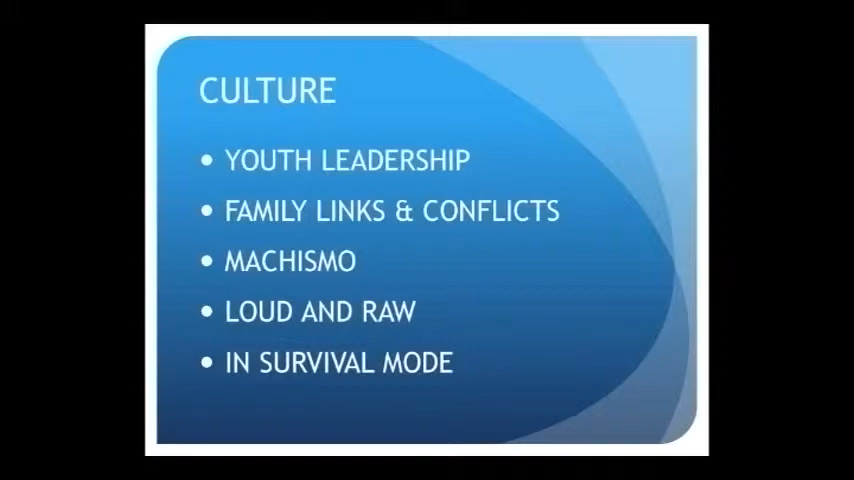 CULTURE
• YOUTH LEADERSHIP
• FAMILY LINKS & CONFLICTS
• MACHISMO
• LOUD AND RAW
• IN SURVIVAL MODE